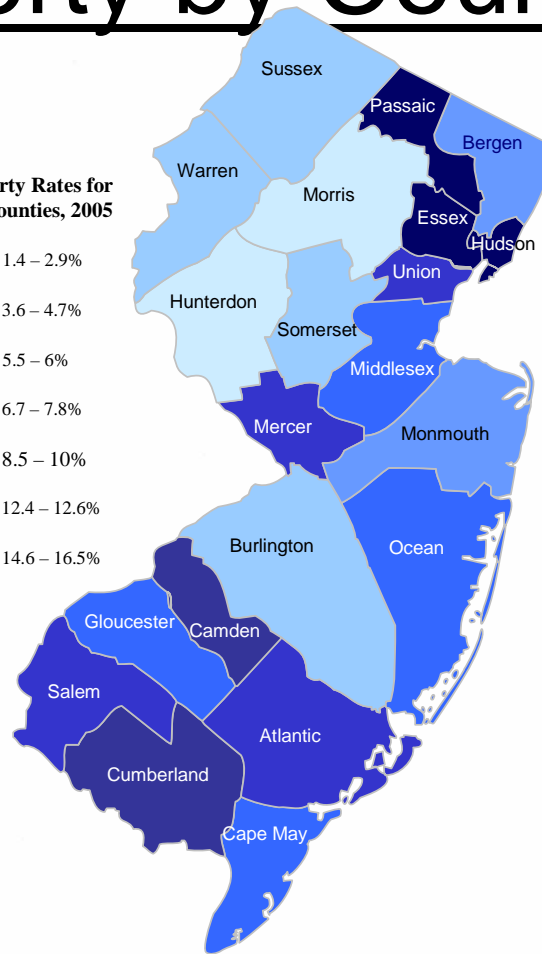 erty by Coun
rty Rates for
ounties, 2005
1.4 – 2.9%
3.6 – 4.7%
5.5 – 6%
6.7 – 7.8%
8.5 – 10%
12.4 – 12.6%
14.6 – 16.5%
Sussex
Passaic
Bergen
Warren
Morris
Essex
Hudson
Union
Hunterdon
Somerset
Middlesex
Mercer
Monmouth
Burlington
Ocean
Gloucester
Camden
Salem
Atlantic
Cumberland
Cape May